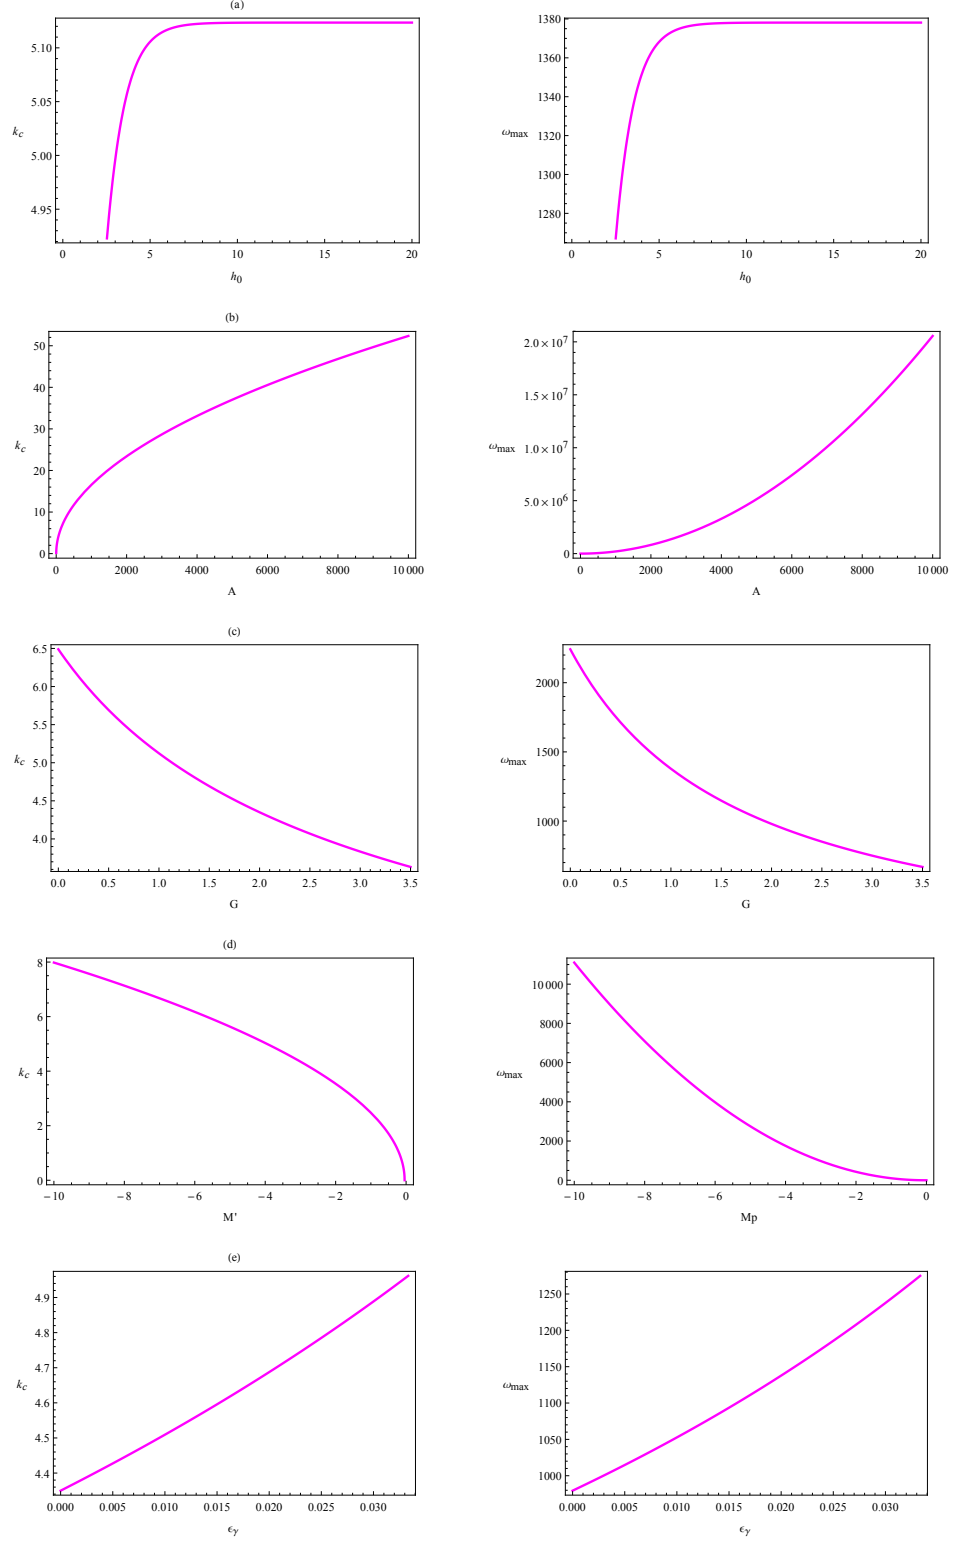 (a)
5.10
5.05
k_c
5.00
4.95
0 5 10 15 20
h_0
1380
1360
1340
ω_max
1320
1300
1280
0 5 10 15 20
h_0
(b)
50
40
30
k_c
20
10
0
0 2000 4000 6000 8000 10 000
A
2.0×10^7
1.5×10^7
ω_max
1.0×10^7
5.0×10^6
0
0 2000 4000 6000 8000 10 000
A
(c)
6.5
6.0
5.5
k_c
5.0
4.5
4.0
0.0 0.5 1.0 1.5 2.0 2.5 3.0 3.5
G
2000
ω_max
1500
1000
0.0 0.5 1.0 1.5 2.0 2.5 3.0 3.5
G
(d)
8
6
k_c
4
2
0
−10 −8 −6 −4 −2 0
M'
10 000
8000
6000
ω_max
4000
2000
0
−10 −8 −6 −4 −2 0
Mp
(e)
4.9
4.8
4.7
k_c
4.6
4.5
4.4
0.000 0.005 0.010 0.015 0.020 0.025 0.030
ϵ_γ
1250
1200
1150
ω_max
1100
1050
1000
0.000 0.005 0.010 0.015 0.020 0.025 0.030
ϵ_γ